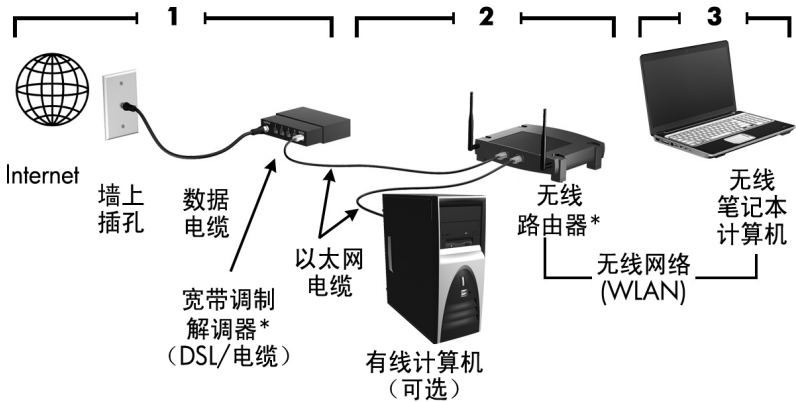 1
2
3
Internet
墙上
插孔
数据
电缆
宽带调制
解调器*
（DSL/电缆）
以太网
电缆
有线计算机
（可选）
无线
路由器*
无线网络
(WLAN)
无线
笔记本
计算机